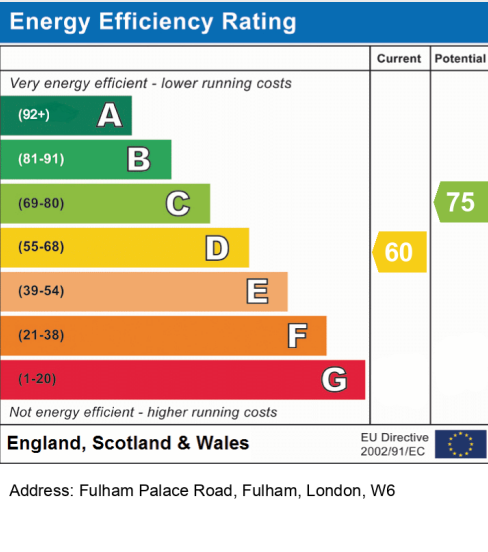 Energy Efficiency Rating
Current Potential
Very energy efficient - lower running costs
(92+) A
(81-91) B
(69-80) C
75
(55-68) D
60
(39-54) E
(21-38) F
(1-20) G
Not energy efficient - higher running costs
England, Scotland & Wales
EU Directive
2002/91/EC
Address: Fulham Palace Road, Fulham, London, W6